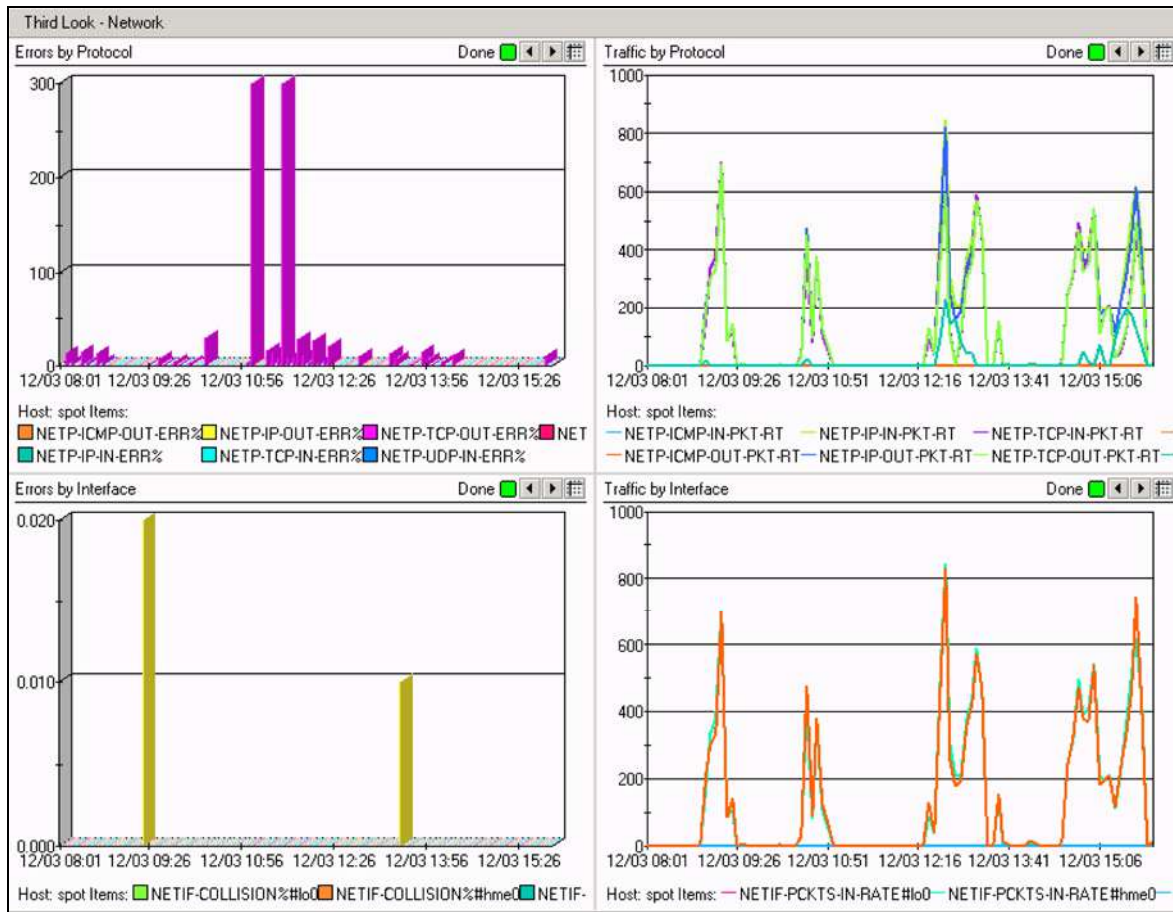 Third Look - Network
Errors by Protocol Done
300
200
100
0
12/03 08:01 12/03 09:26 12/03 10:56 12/03 12:26 12/03 13:56 12/03 15:26
Host: spot Items:
NETP-ICMP-OUT-ERR% NETP-IP-OUT-ERR% NETP-TCP-OUT-ERR% NET
NETP-IP-IN-ERR% NETP-TCP-IN-ERR% NETP-UDP-IN-ERR%
Traffic by Protocol Done
1000
800
600
400
200
0
12/03 08:01 12/03 09:26 12/03 10:51 12/03 12:16 12/03 13:41 12/03 15:06
Host: spot Items:
NETP-ICMP-IN-PKT-RT NETP-IP-IN-PKT-RT NETP-TCP-IN-PKT-RT
NETP-ICMP-OUT-PKT-RT NETP-IP-OUT-PKT-RT NETP-TCP-OUT-PKT-RT
Errors by Interface Done
0.020
0.010
0.000
12/03 08:01 12/03 09:26 12/03 10:56 12/03 12:26 12/03 13:56 12/03 15:26
Host: spot Items: NETIF-COLLISION%#lo0 NETIF-COLLISION%#hme0 NETIF-
Traffic by Interface Done
1000
800
600
400
200
0
12/03 08:01 12/03 09:26 12/03 10:51 12/03 12:16 12/03 13:41 12/03 15:06
Host: spot Items: NETIF-PCKTS-IN-RATE#lo0 NETIF-PCKTS-IN-RATE#hme0